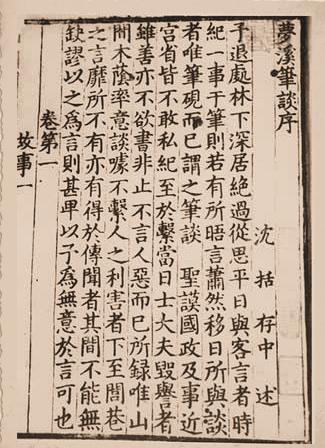 夢溪筆談序
沈括存中述
予退處林下深居絶過從思平日與客言者時
紀一事于筆則若有所晤言蕭然移日所與談
者唯筆硯而已謂之筆談聖謨國政及事近
宫省皆不敢私紀至於繫當日士大夫毀譽者
雖善亦不欲書非止不言人惡而已所録唯山
間木蔭率意談噱不繫人之利害者下至閭巷
之言靡所不有亦有得於傳聞者其間不能無
缺謬以之為言則甚卑以予為無意於言可也
卷第一
故事一